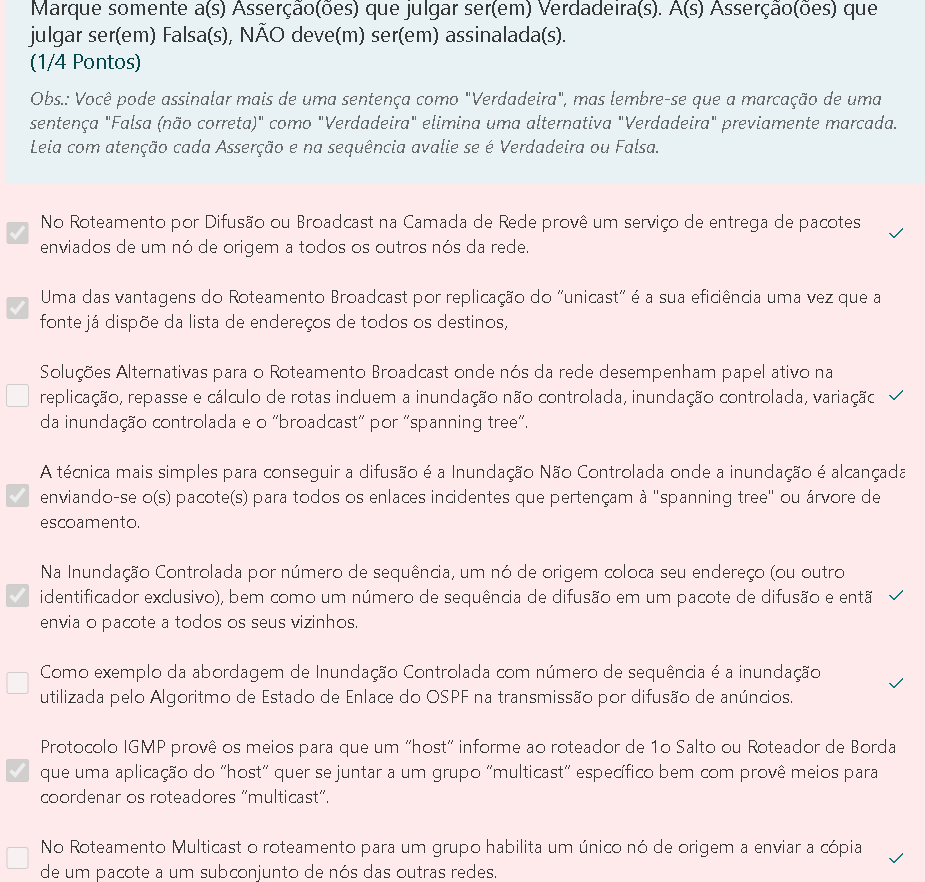 Marque somente a(s) Asserção(ões) que julgar ser(em) Verdadeira(s). A(s) Asserção(ões) que
julgar ser(em) Falsa(s), NÃO deve(m) ser(em) assinalada(s).
(1/4 Pontos)
Obs.: Você pode assinalar mais de uma sentença como "Verdadeira", mas lembre-se que a marcação de uma
sentença "Falsa (não correta)" como "Verdadeira" elimina uma alternativa "Verdadeira" previamente marcada.
Leia com atenção cada Asserção e na sequência avalie se é Verdadeira ou Falsa.
No Roteamento por Difusão ou Broadcast na Camada de Rede provê um serviço de entrega de pacotes
enviados de um nó de origem a todos os outros nós da rede.
Uma das vantagens do Roteamento Broadcast por replicação do “unicast” é a sua eficiência uma vez que a
fonte já dispõe da lista de endereços de todos os destinos,
Soluções Alternativas para o Roteamento Broadcast onde nós da rede desempenham papel ativo na
replicação, repasse e cálculo de rotas incluem a inundação não controlada, inundação controlada, variaçã
da inundação controlada e o “broadcast” por “spanning tree”.
A técnica mais simples para conseguir a difusão é a Inundação Não Controlada onde a inundação é alcançada
enviando-se o(s) pacote(s) para todos os enlaces incidentes que pertençam à "spanning tree" ou árvore de
escoamento.
Na Inundação Controlada por número de sequência, um nó de origem coloca seu endereço (ou outro
identificador exclusivo), bem como um número de sequência de difusão em um pacote de difusão e entã
envia o pacote a todos os seus vizinhos.
Como exemplo da abordagem de Inundação Controlada com número de sequência é a inundação
utilizada pelo Algoritmo de Estado de Enlace do OSPF na transmissão por difusão de anúncios.
Protocolo IGMP provê os meios para que um “host” informe ao roteador de 1o Salto ou Roteador de Borda
que uma aplicação do “host” quer se juntar a um grupo “multicast” específico bem com provê meios para
coordenar os roteadores “multicast”.
No Roteamento Multicast o roteamento para um grupo habilita um único nó de origem a enviar a cópia
de um pacote a um subconjunto de nós das outras redes.